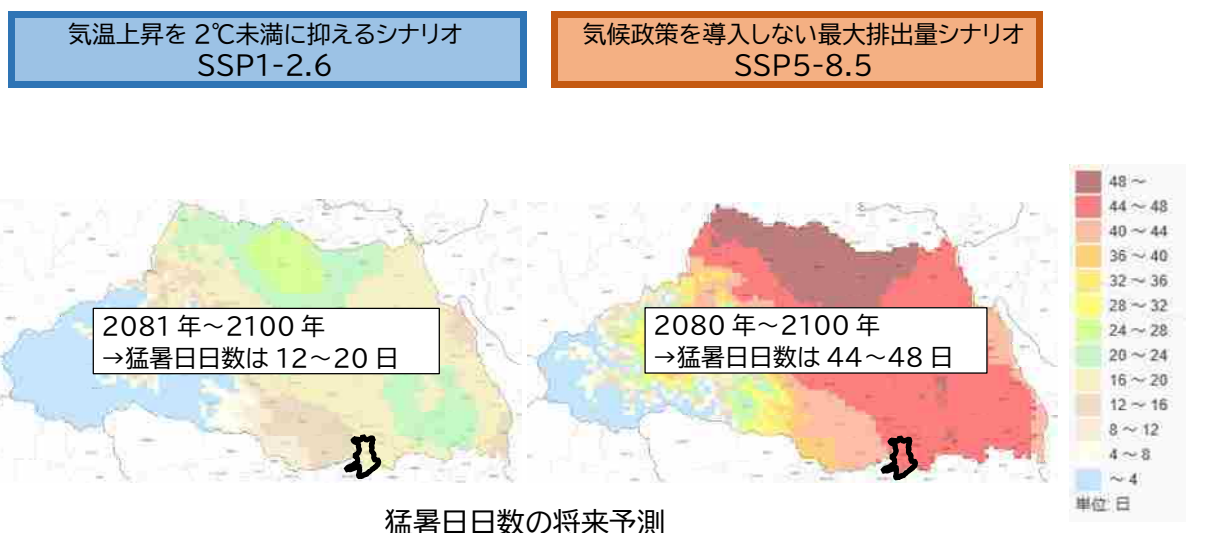 気温上昇を 2℃未満に抑えるシナリオ
SSP1-2.6
気候政策を導入しない最大排出量シナリオ
SSP5-8.5
2081 年~2100 年
→猛暑日日数は 12~20 日
2080 年~2100 年
→猛暑日日数は 44~48 日
48 ~
44 ~ 48
40 ~ 44
36 ~ 40
32 ~ 36
28 ~ 32
24 ~ 28
20 ~ 24
16 ~ 20
12 ~ 16
8 ~ 12
4 ~ 8
~ 4
単位: 日
猛暑日日数の将来予測